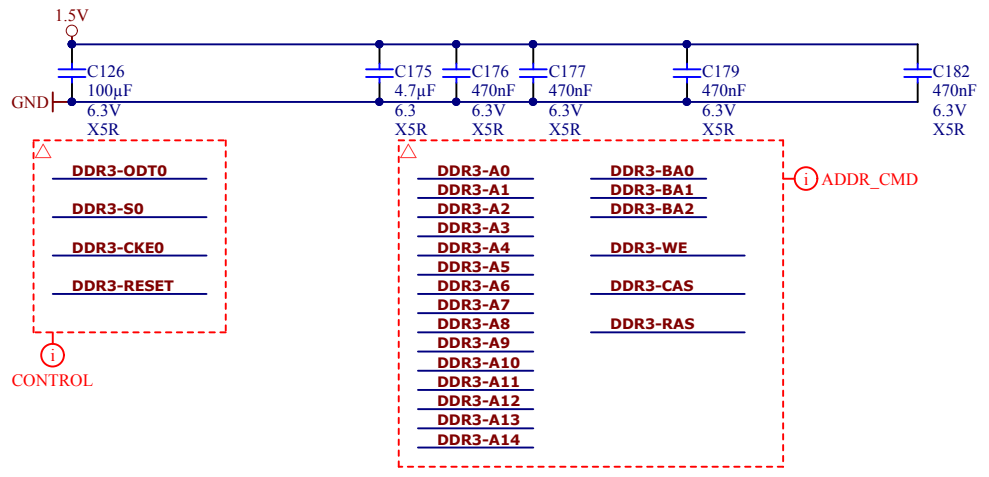 1.5V
GND
C126
100µF
6.3V
X5R
C175
4.7µF
6.3
X5R
C176
470nF
6.3V
X5R
C177
470nF
6.3V
X5R
C179
470nF
6.3V
X5R
C182
470nF
6.3V
X5R
DDR3-ODT0
DDR3-S0
DDR3-CKE0
DDR3-RESET
i
CONTROL
DDR3-A0
DDR3-A1
DDR3-A2
DDR3-A3
DDR3-A4
DDR3-A5
DDR3-A6
DDR3-A7
DDR3-A8
DDR3-A9
DDR3-A10
DDR3-A11
DDR3-A12
DDR3-A13
DDR3-A14
DDR3-BA0
DDR3-BA1
DDR3-BA2
DDR3-WE
DDR3-CAS
DDR3-RAS
i
ADDR_CMD